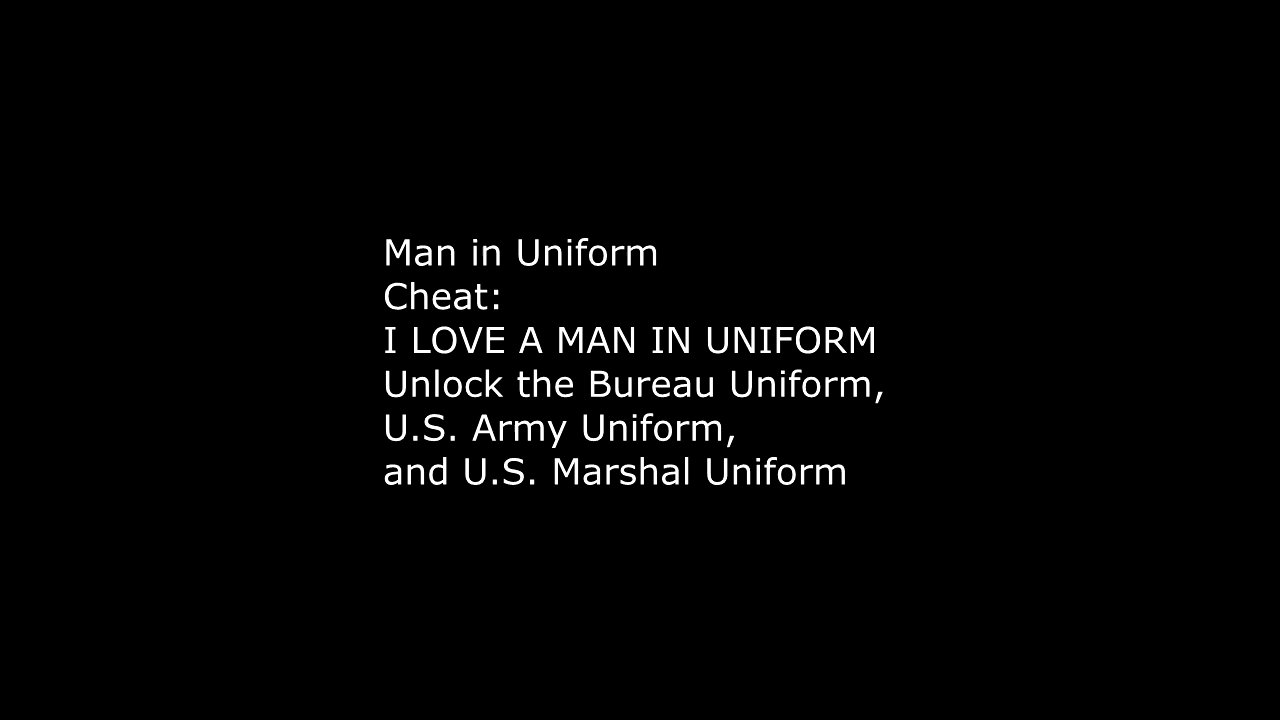 Man in Uniform
Cheat:
I LOVE A MAN IN UNIFORM
Unlock the Bureau Uniform,
U.S. Army Uniform,
and U.S. Marshal Uniform